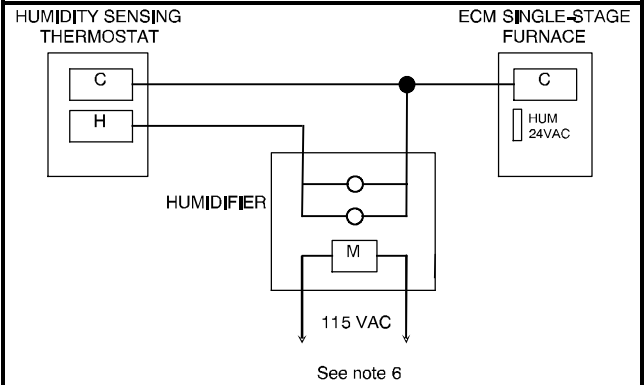 HUMIDITY SENSING
THERMOSTAT
ECM SINGLE-STAGE
FURNACE
C
C
H
HUM
24VAC
HUMIDIFIER
M
115 VAC
See note 6